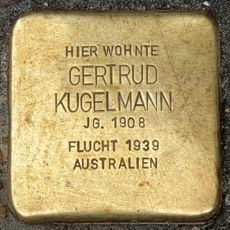 HIER WOHNTE
GERTRUD
KUGELMANN
JG. 1908
FLUCHT 1939
AUSTRALIEN